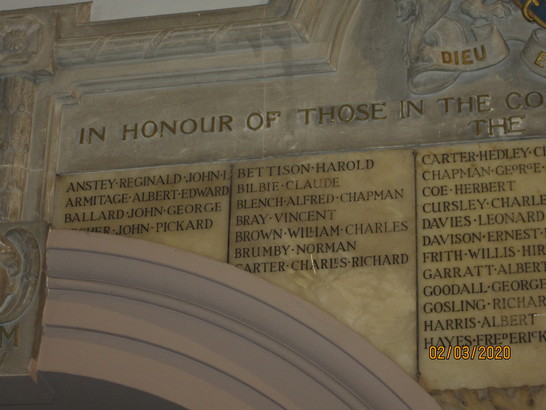 DIEU
IN HONOUR OF THOSE IN THE CO
THE
ANSTEY·REGINALD·JOHN·
ARMITAGE·ALBERT·EDWARD
BALLARD·JOHN·GEORGE
JOHN·PICKARD
BETTISON·HAROLD
BILBIE·CLAUDE
BLENCH·ALFRED·CHAPMAN
BRAY·VINCENT
BROWN·WILLIAM·CHARLES
BRUMBY·NORMAN
CARTER·CHARLES·RICHARD
CARTER·HEDLEY·C
CHAPMAN·GEORGE·
COE·HERBERT
CURSLEY·CHARLE
DAVIES·LEONARD
DAVISON·ERNEST·
FRITH·WILLIS·HIR
GARRATT·ALBERT
GOODALL·GEORGE
GOSLING·RICHAR
HARRIS·ALBERT
HAYES·FREDERICK
M
02/03/2020